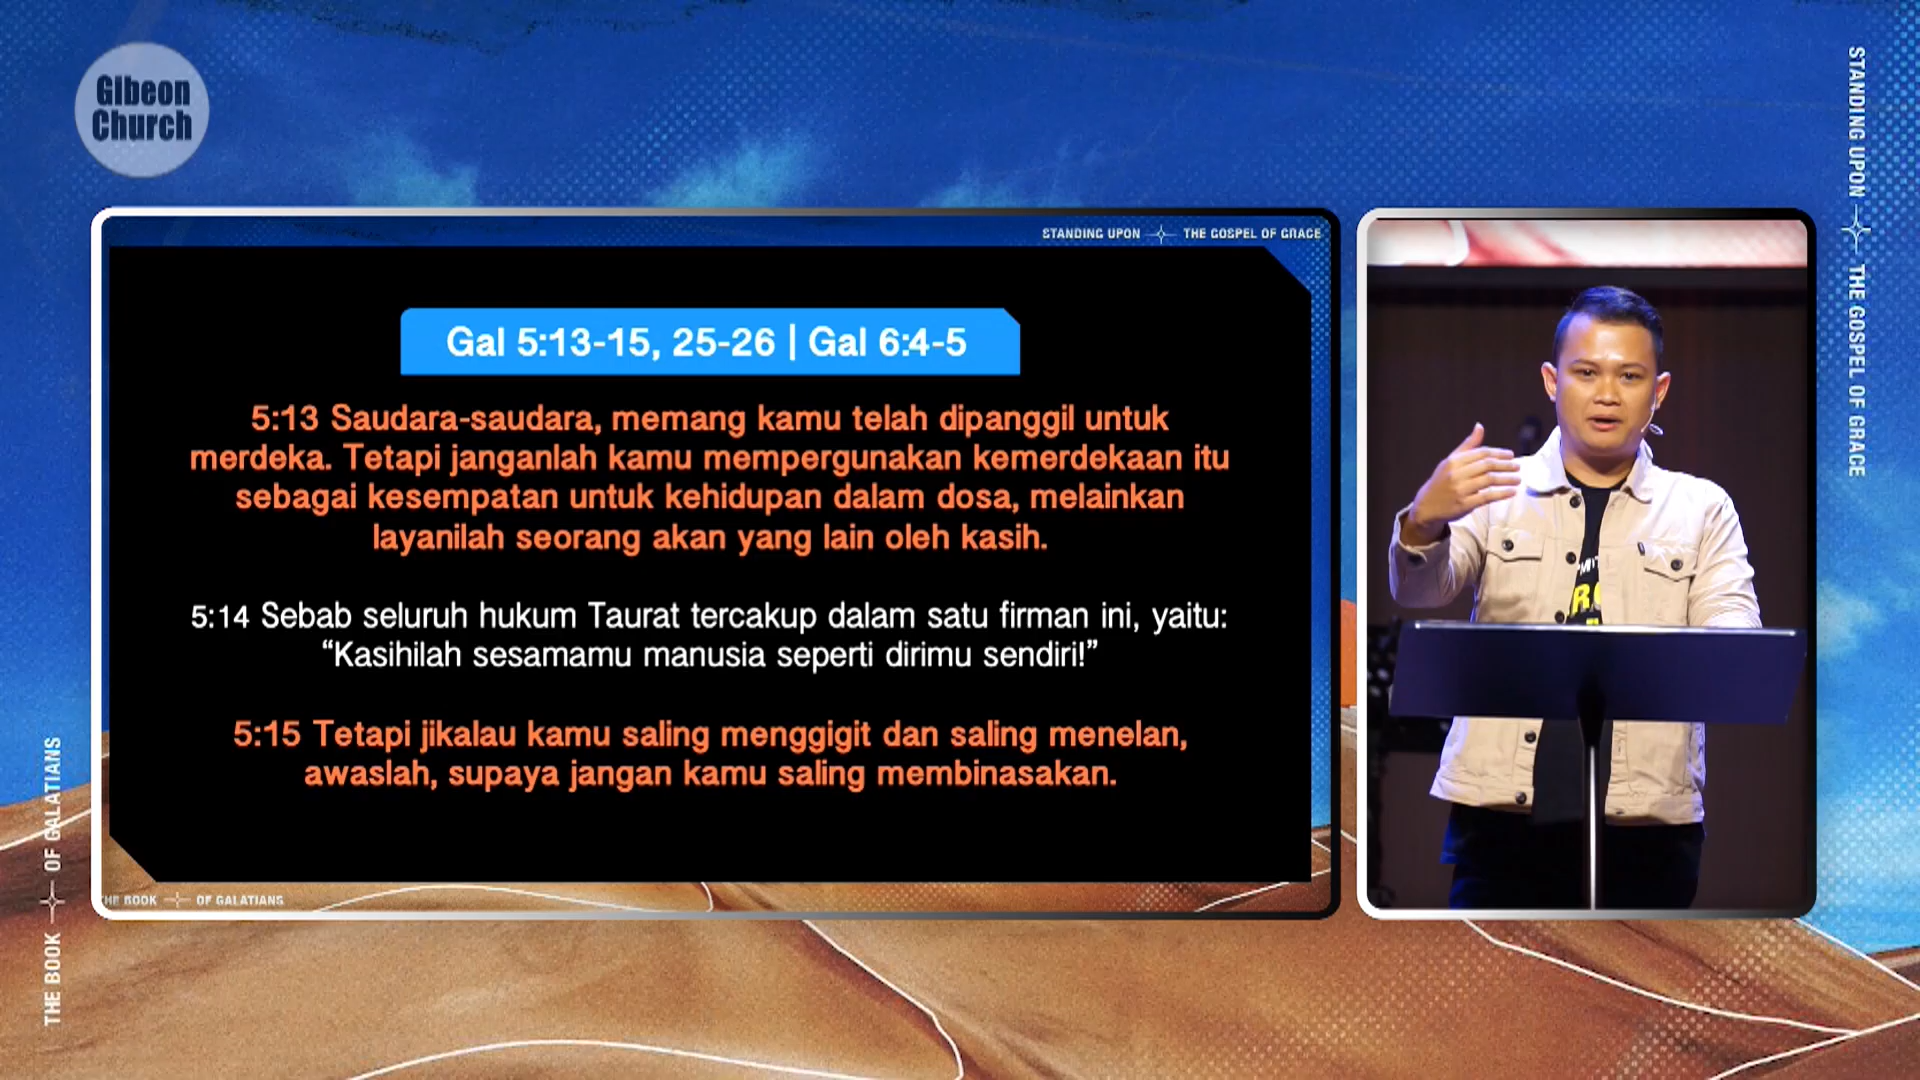 Gibeon
Church
STANDING UPON THE GOSPEL OF GRACE
STANDING UPON THE GOSPEL OF GRACE
Gal 5:13-15, 25-26 | Gal 6:4-5
5:13 Saudara-saudara, memang kamu telah dipanggil untuk
merdeka. Tetapi janganlah kamu mempergunakan kemerdekaan itu
sebagai kesempatan untuk kehidupan dalam dosa, melainkan
layanilah seorang akan yang lain oleh kasih.
5:14 Sebab seluruh hukum Taurat tercakup dalam satu firman ini, yaitu:
“Kasihilah sesamamu manusia seperti dirimu sendiri!”
5:15 Tetapi jikalau kamu saling menggigit dan saling menelan,
awaslah, supaya jangan kamu saling membinasakan.
THE BOOK OF GALATIANS
THE BOOK OF GALATIANS